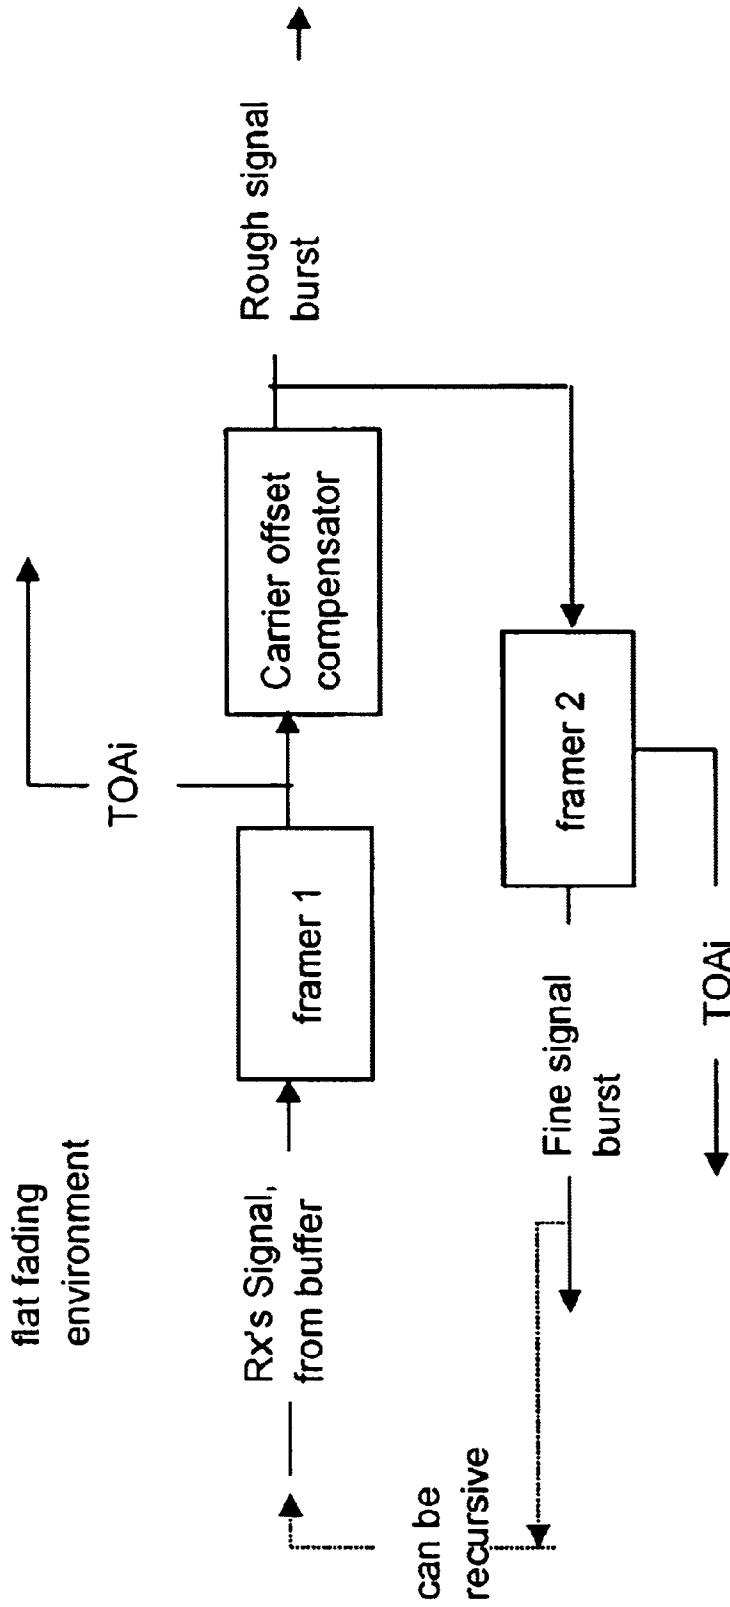 flat fading
environment
Rx's Signal,
from buffer
framer 1
TOAi
Carrier offset
compensator
Rough signal
burst
can be
recursive
Fine signal
burst
framer 2
TOAi